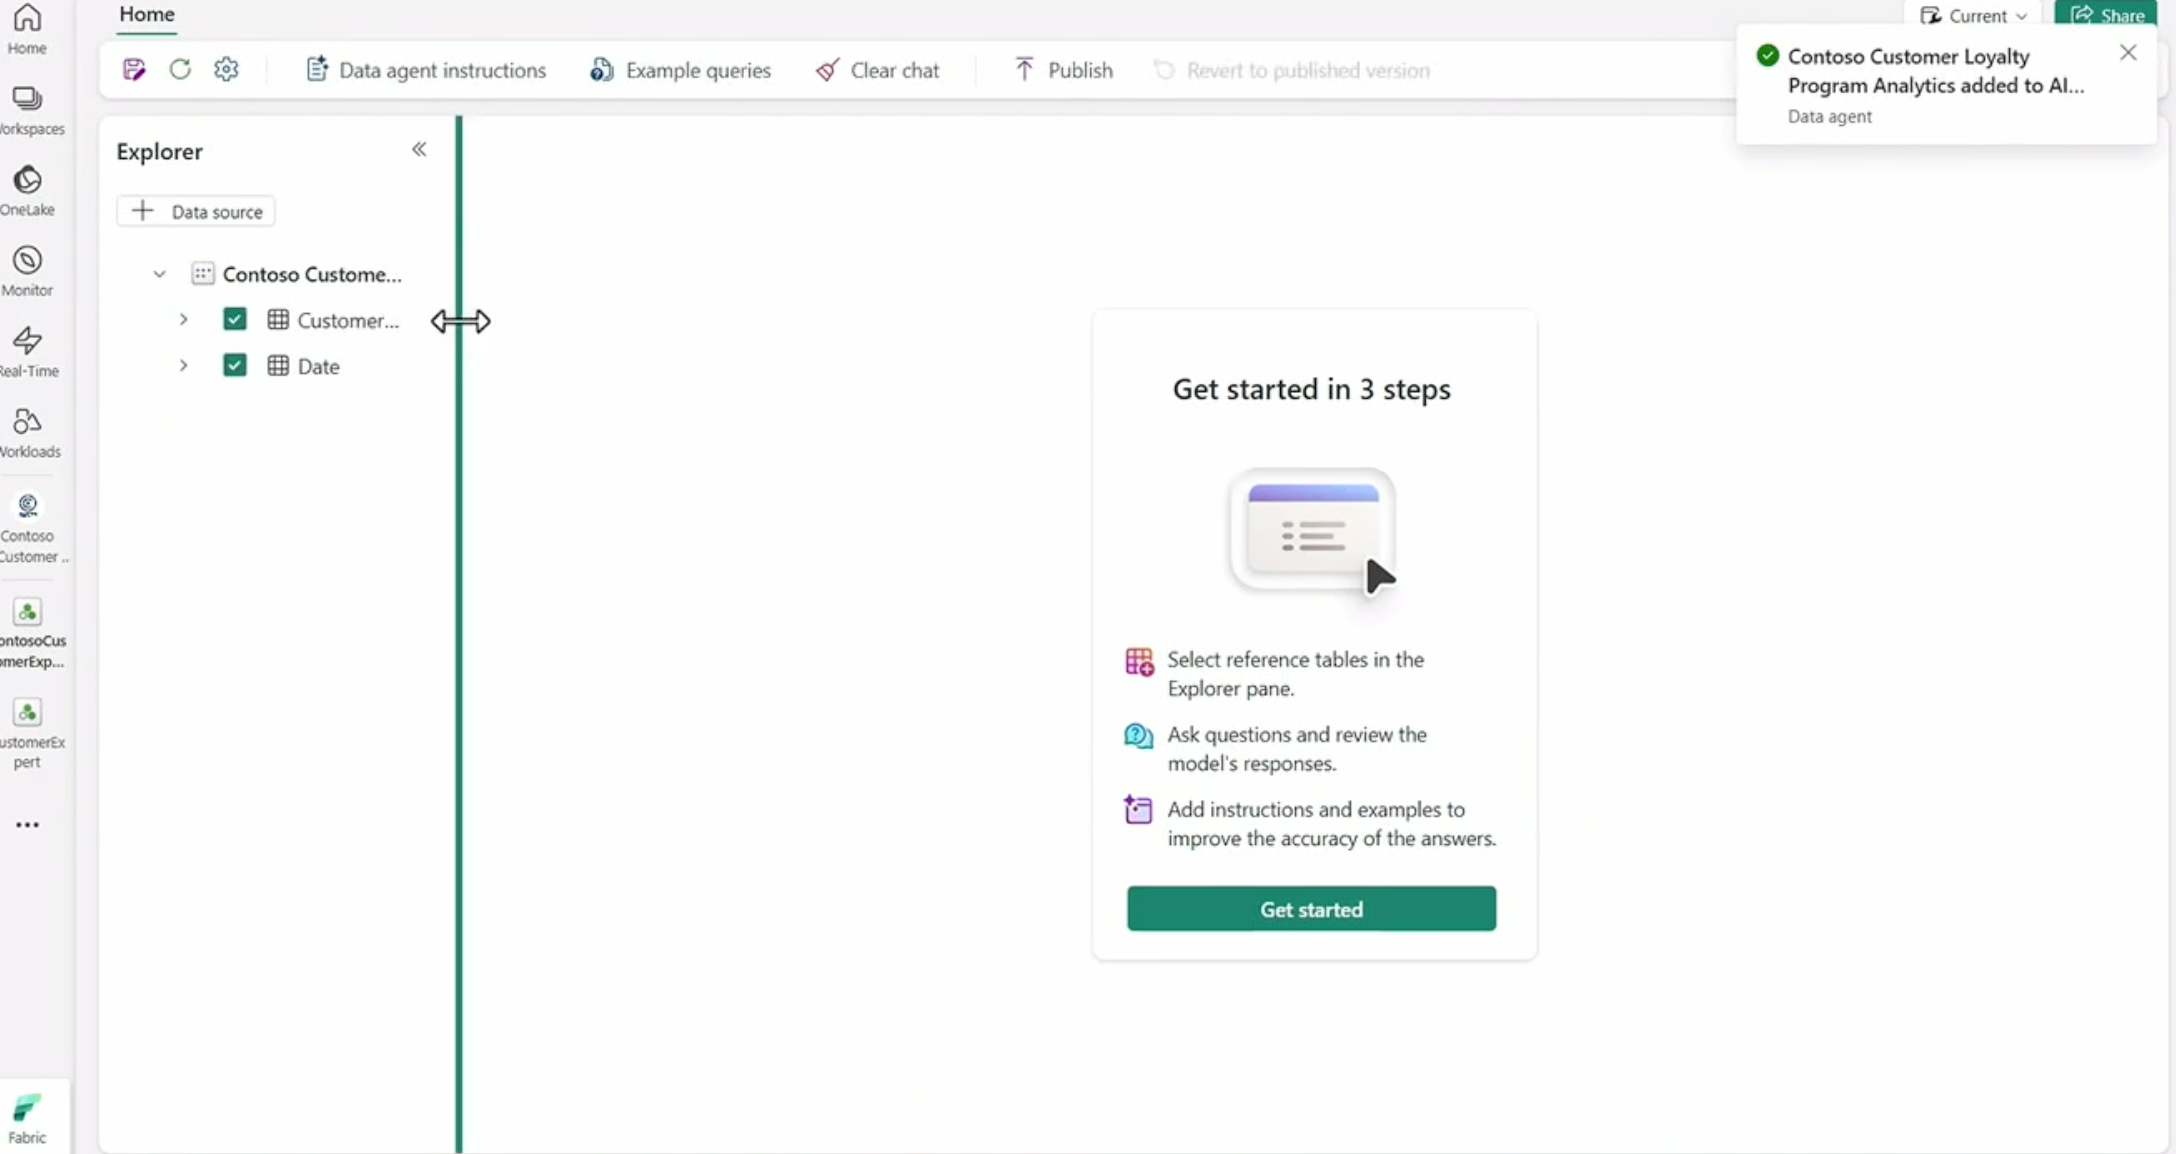 Home
Current
Share
Data agent instructions
Example queries
Clear chat
Publish
Revert to published version
Contoso Customer Loyalty
Program Analytics added to AI...
Data agent
Home
orkspaces
OneLake
Monitor
Real-Time
Workloads
Contoso
Customer ..
ontosoCus
omerExp...
ustomerEx
pert
...
Fabric
Explorer
Data source
Contoso Custome...
Customer...
Date
Get started in 3 steps
Select reference tables in the
Explorer pane.
Ask questions and review the
model's responses.
Add instructions and examples to
improve the accuracy of the answers.
Get started